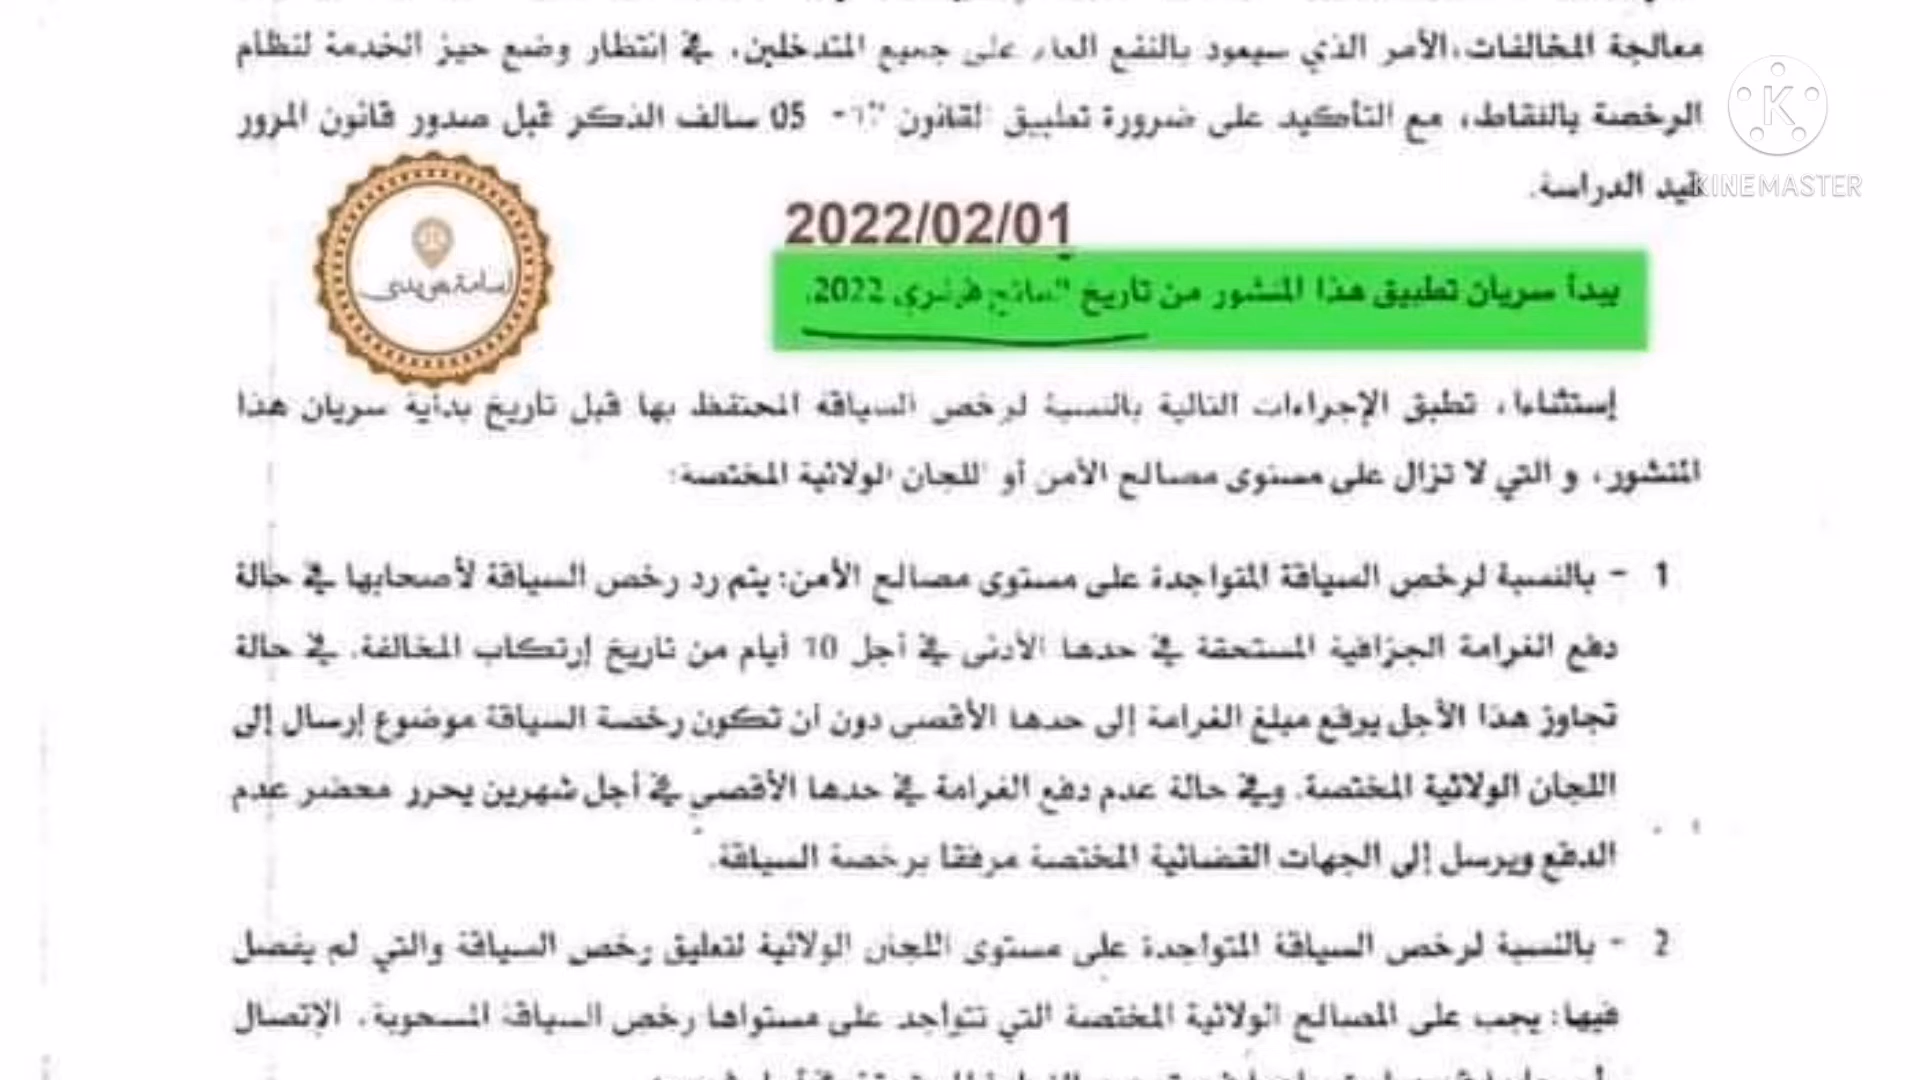 معالجة المخالفات، الأمر الذي سيعود بالنفع العام على جميع المتدخلين، في إنتظار وضع حيز الخدمة لنظام
الرخصة بالنقاط، مع التأكيد على ضرورة تطبيق القانون - 05 سالف الذكر قبل صدور قانون المرور
قيد الدراسة.
KINEMASTER
2022/02/01
يبدأ سريان تطبيق هذا المنشور من تاريخ فيفري 2022.
أسامة هويدي
إستثناءا، تطبق الإجراءات التالية بالنسبة لرخص السياقة المحتفظ بها قبل تاريخ بداية سريان هذا
المنشور، و التي لا تزال على مستوى مصالح الأمن أو اللجان الولائية المختصة:
1 - بالنسبة لرخص السياقة المتواجدة على مستوى مصالح الأمن: يتم رد رخص السياقة لأصحابها في حالة
دفع الغرامة الجزافية المستحقة في حدها الأدنى في أجل 10 أيام من تاريخ إرتكاب المخالفة. في حالة
تجاوز هذا الأجل يرفع مبلغ الغرامة إلى حدها الأقصى دون أن تكون رخصة السياقة موضوع إرسال إلى
اللجان الولائية المختصة. وفي حالة عدم دفع الغرامة في حدها الأقصى في أجل شهرين يحرر محضر عدم
الدفع ويرسل إلى الجهات القضائية المختصة مرفقا برخصة السياقة.
2 - بالنسبة لرخص السياقة المتواجدة على مستوى اللجان الولائية لتعليق رخص السياقة والتي لم يفصل
فيها: يجب على المصالح الولائية المختصة التي تتواجد على مستواها رخص السياقة المسحوبة، الإتصال